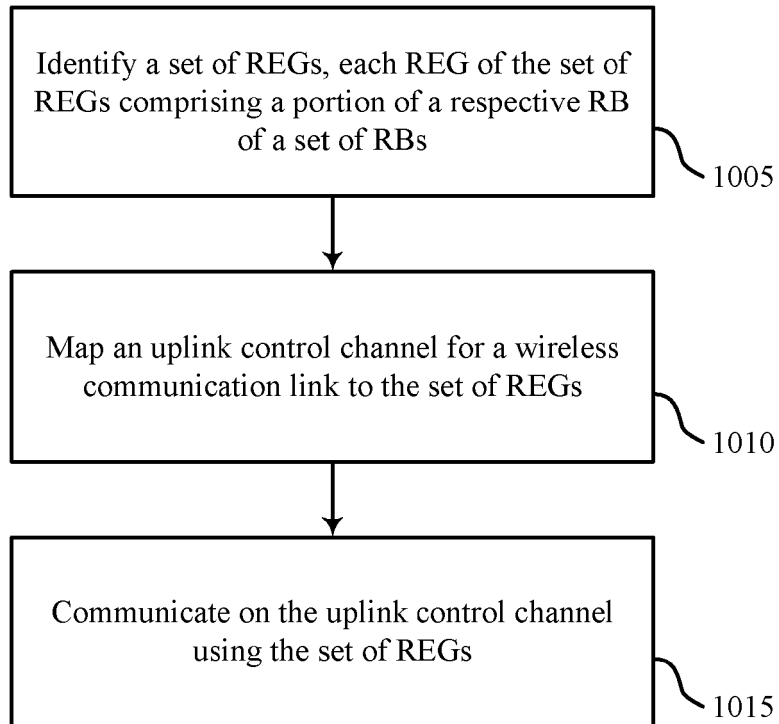 Identify a set of REGs, each REG of the set of
REGs comprising a portion of a respective RB
of a set of RBs
1005
Map an uplink control channel for a wireless
communication link to the set of REGs
1010
Communicate on the uplink control channel
using the set of REGs
1015